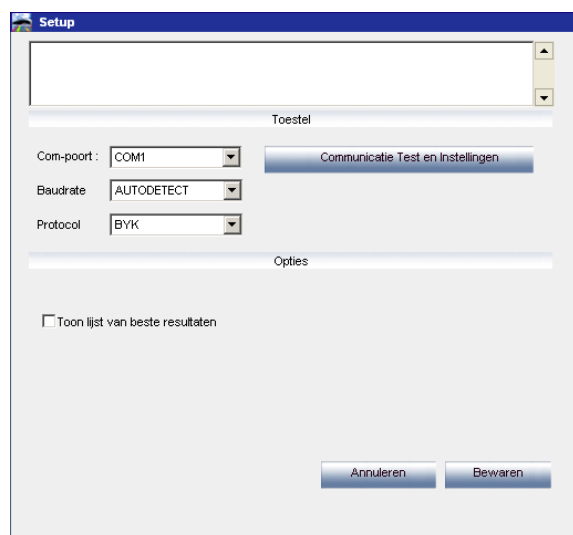 Setup
Toestel
Com-poort : COM1
Communicatie Test en Instellingen
Baudrate AUTODETECT
Protocol BYK
Opties
Toon lijst van beste resultaten
Annuleren Bewaren